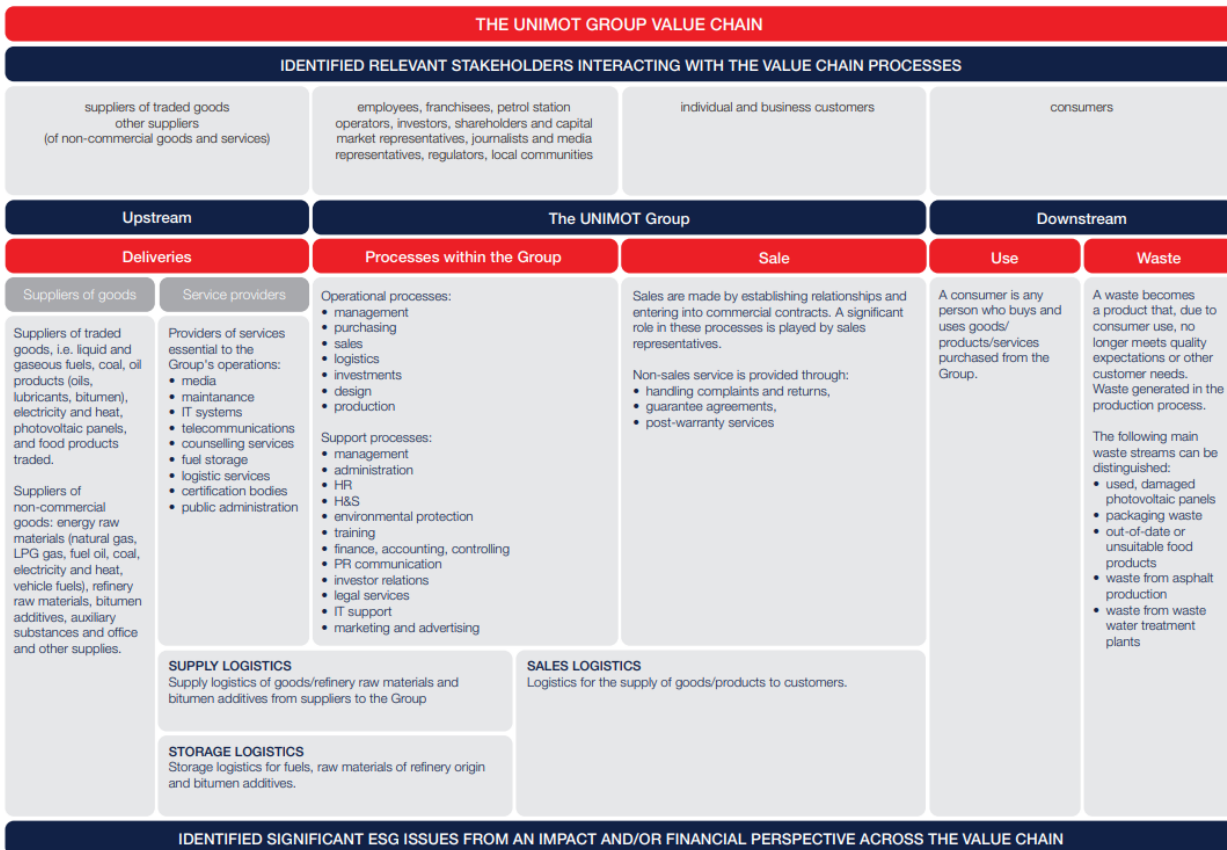 THE UNIMOT GROUP VALUE CHAIN
IDENTIFIED RELEVANT STAKEHOLDERS INTERACTING WITH THE VALUE CHAIN PROCESSES
suppliers of traded goods
other suppliers
(of non-commercial goods and services)
employees, franchisees, petrol station
operators, investors, shareholders and capital
market representatives, journalists and media
representatives, regulators, local communities
individual and business customers
consumers
Upstream
The UNIMOT Group
Downstream
Deliveries
Processes within the Group
Sale
Use
Waste
Suppliers of goods
Service providers
Suppliers of traded
goods, i.e. liquid and
gaseous fuels, coal, oil
products (oils,
lubricants, bitumen),
electricity and heat,
photovoltaic panels,
and food products
traded.
Suppliers of
non-commercial
goods: energy raw
materials (natural gas,
LPG gas, fuel oil, coal,
electricity and heat,
vehicle fuels), refinery
raw materials, bitumen
additives, auxiliary
substances and office
and other supplies.
Providers of services
essential to the
Group's operations:
• media
• maintanance
• IT systems
• telecommunications
• counselling services
• fuel storage
• logistic services
• certification bodies
• public administration
Operational processes:
• management
• purchasing
• sales
• logistics
• investments
• design
• production
Support processes:
• management
• administration
• HR
• H&S
• environmental protection
• training
• finance, accounting, controlling
• PR communication
• investor relations
• legal services
• IT support
• marketing and advertising
Sales are made by establishing relationships and
entering into commercial contracts. A significant
role in these processes is played by sales
representatives.
Non-sales service is provided through:
• handling complaints and returns,
• guarantee agreements,
• post-warranty services
A consumer is any
person who buys and
uses goods/
products/services
purchased from the
Group.
A waste becomes
a product that, due to
consumer use, no
longer meets quality
expectations or other
customer needs.
Waste generated in the
production process.
The following main
waste streams can be
distinguished:
• used, damaged
photovoltaic panels
• packaging waste
• out-of-date or
unsuitable food
products
• waste from asphalt
production
• waste from waste
water treatment
plants
SUPPLY LOGISTICS
Supply logistics of goods/refinery raw materials and
bitumen additives from suppliers to the Group
SALES LOGISTICS
Logistics for the supply of goods/products to customers.
STORAGE LOGISTICS
Storage logistics for fuels, raw materials of refinery origin
and bitumen additives.
IDENTIFIED SIGNIFICANT ESG ISSUES FROM AN IMPACT AND/OR FINANCIAL PERSPECTIVE ACROSS THE VALUE CHAIN